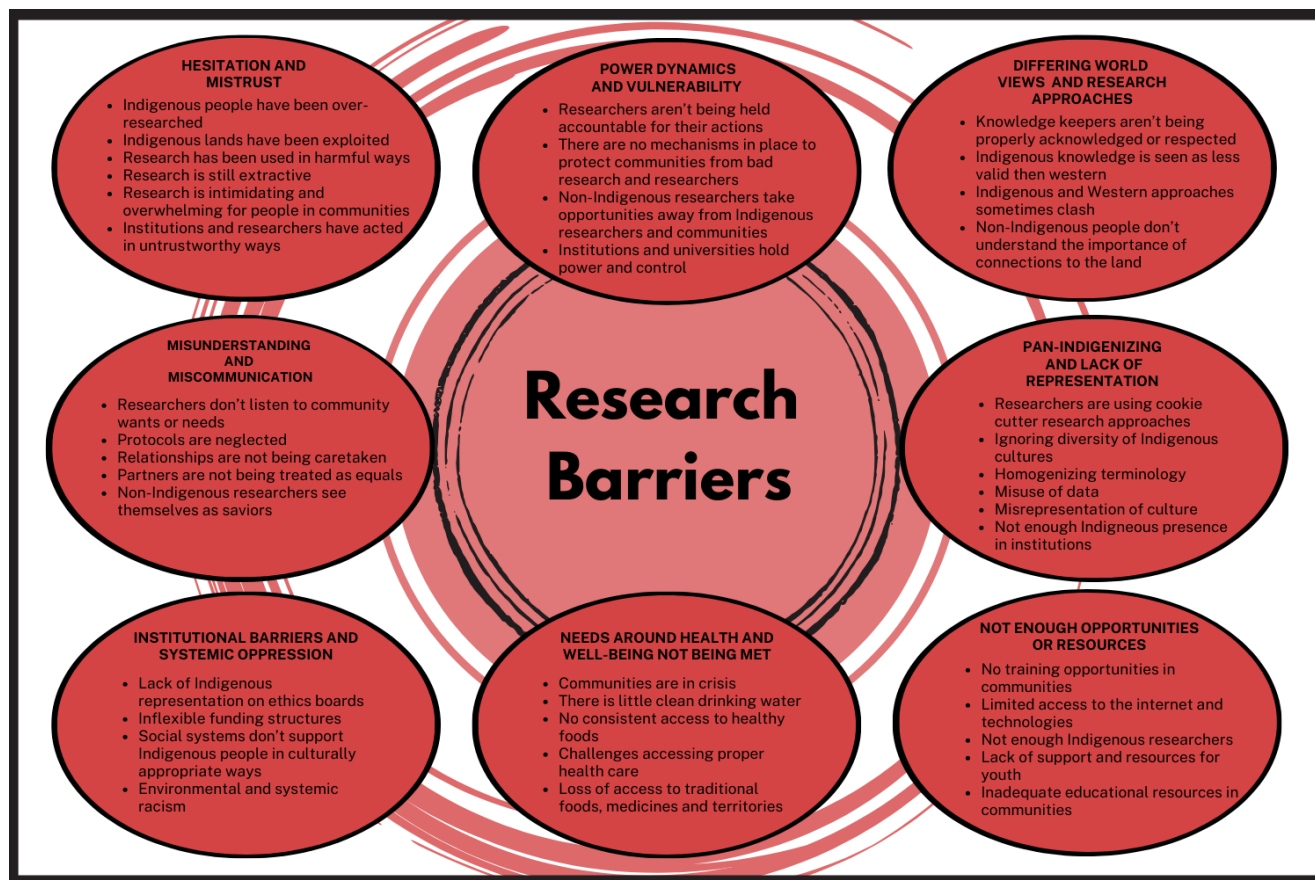 HESITATION AND
MISTRUST
• Indigenous people have been over-
researched
• Indigenous lands have been exploited
• Research has been used in harmful ways
• Research is still extractive
• Research is intimidating and
overwhelming for people in communities
• Institutions and researchers have acted
in untrustworthy ways
POWER DYNAMICS
AND VULNERABILITY
• Researchers aren't being held
accountable for their actions
• There are no mechanisms in place to
protect communities from bad
research and researchers
• Non-Indigenous researchers take
opportunities away from Indigenous
researchers and communities
• Institutions and universities hold
power and control
DIFFERING WORLD
VIEWS AND RESEARCH
APPROACHES
• Knowledge keepers aren't being
properly acknowledged or respected
• Indigenous knowledge is seen as less
valid then western
• Indigenous and Western approaches
sometimes clash
• Non-Indigenous people don't
understand the importance of
connections to the land
MISUNDERSTANDING
AND
MISCOMMUNICATION
• Researchers don't listen to community
wants or needs
• Protocols are neglected
• Relationships are not being caretaken
• Partners are not being treated as equals
• Non-Indigenous researchers see
themselves as saviors
Research
Barriers
PAN-INDIGENIZING
AND LACK OF
REPRESENTATION
• Researchers are using cookie
cutter research approaches
• Ignoring diversity of Indigenous
cultures
• Homogenizing terminology
• Misuse of data
• Misrepresentation of culture
• Not enough Indigneous presence
in institutions
INSTITUTIONAL BARRIERS AND
SYSTEMIC OPPRESSION
• Lack of Indigenous
representation on ethics boards
• Inflexible funding structures
• Social systems don't support
Indigenous people in culturally
appropriate ways
• Environmental and systemic
racism
NEEDS AROUND HEALTH AND
WELL-BEING NOT BEING MET
• Communities are in crisis
• There is little clean drinking water
• No consistent access to healthy
foods
• Challenges accessing proper
health care
• Loss of access to traditional
foods, medicines and territories
NOT ENOUGH OPPORTUNITIES
OR RESOURCES
• No training opportunities in
communities
• Limited access to the internet and
technologies
• Not enough Indigenous researchers
• Lack of support and resources for
youth
• Inadequate educational resources in
communities